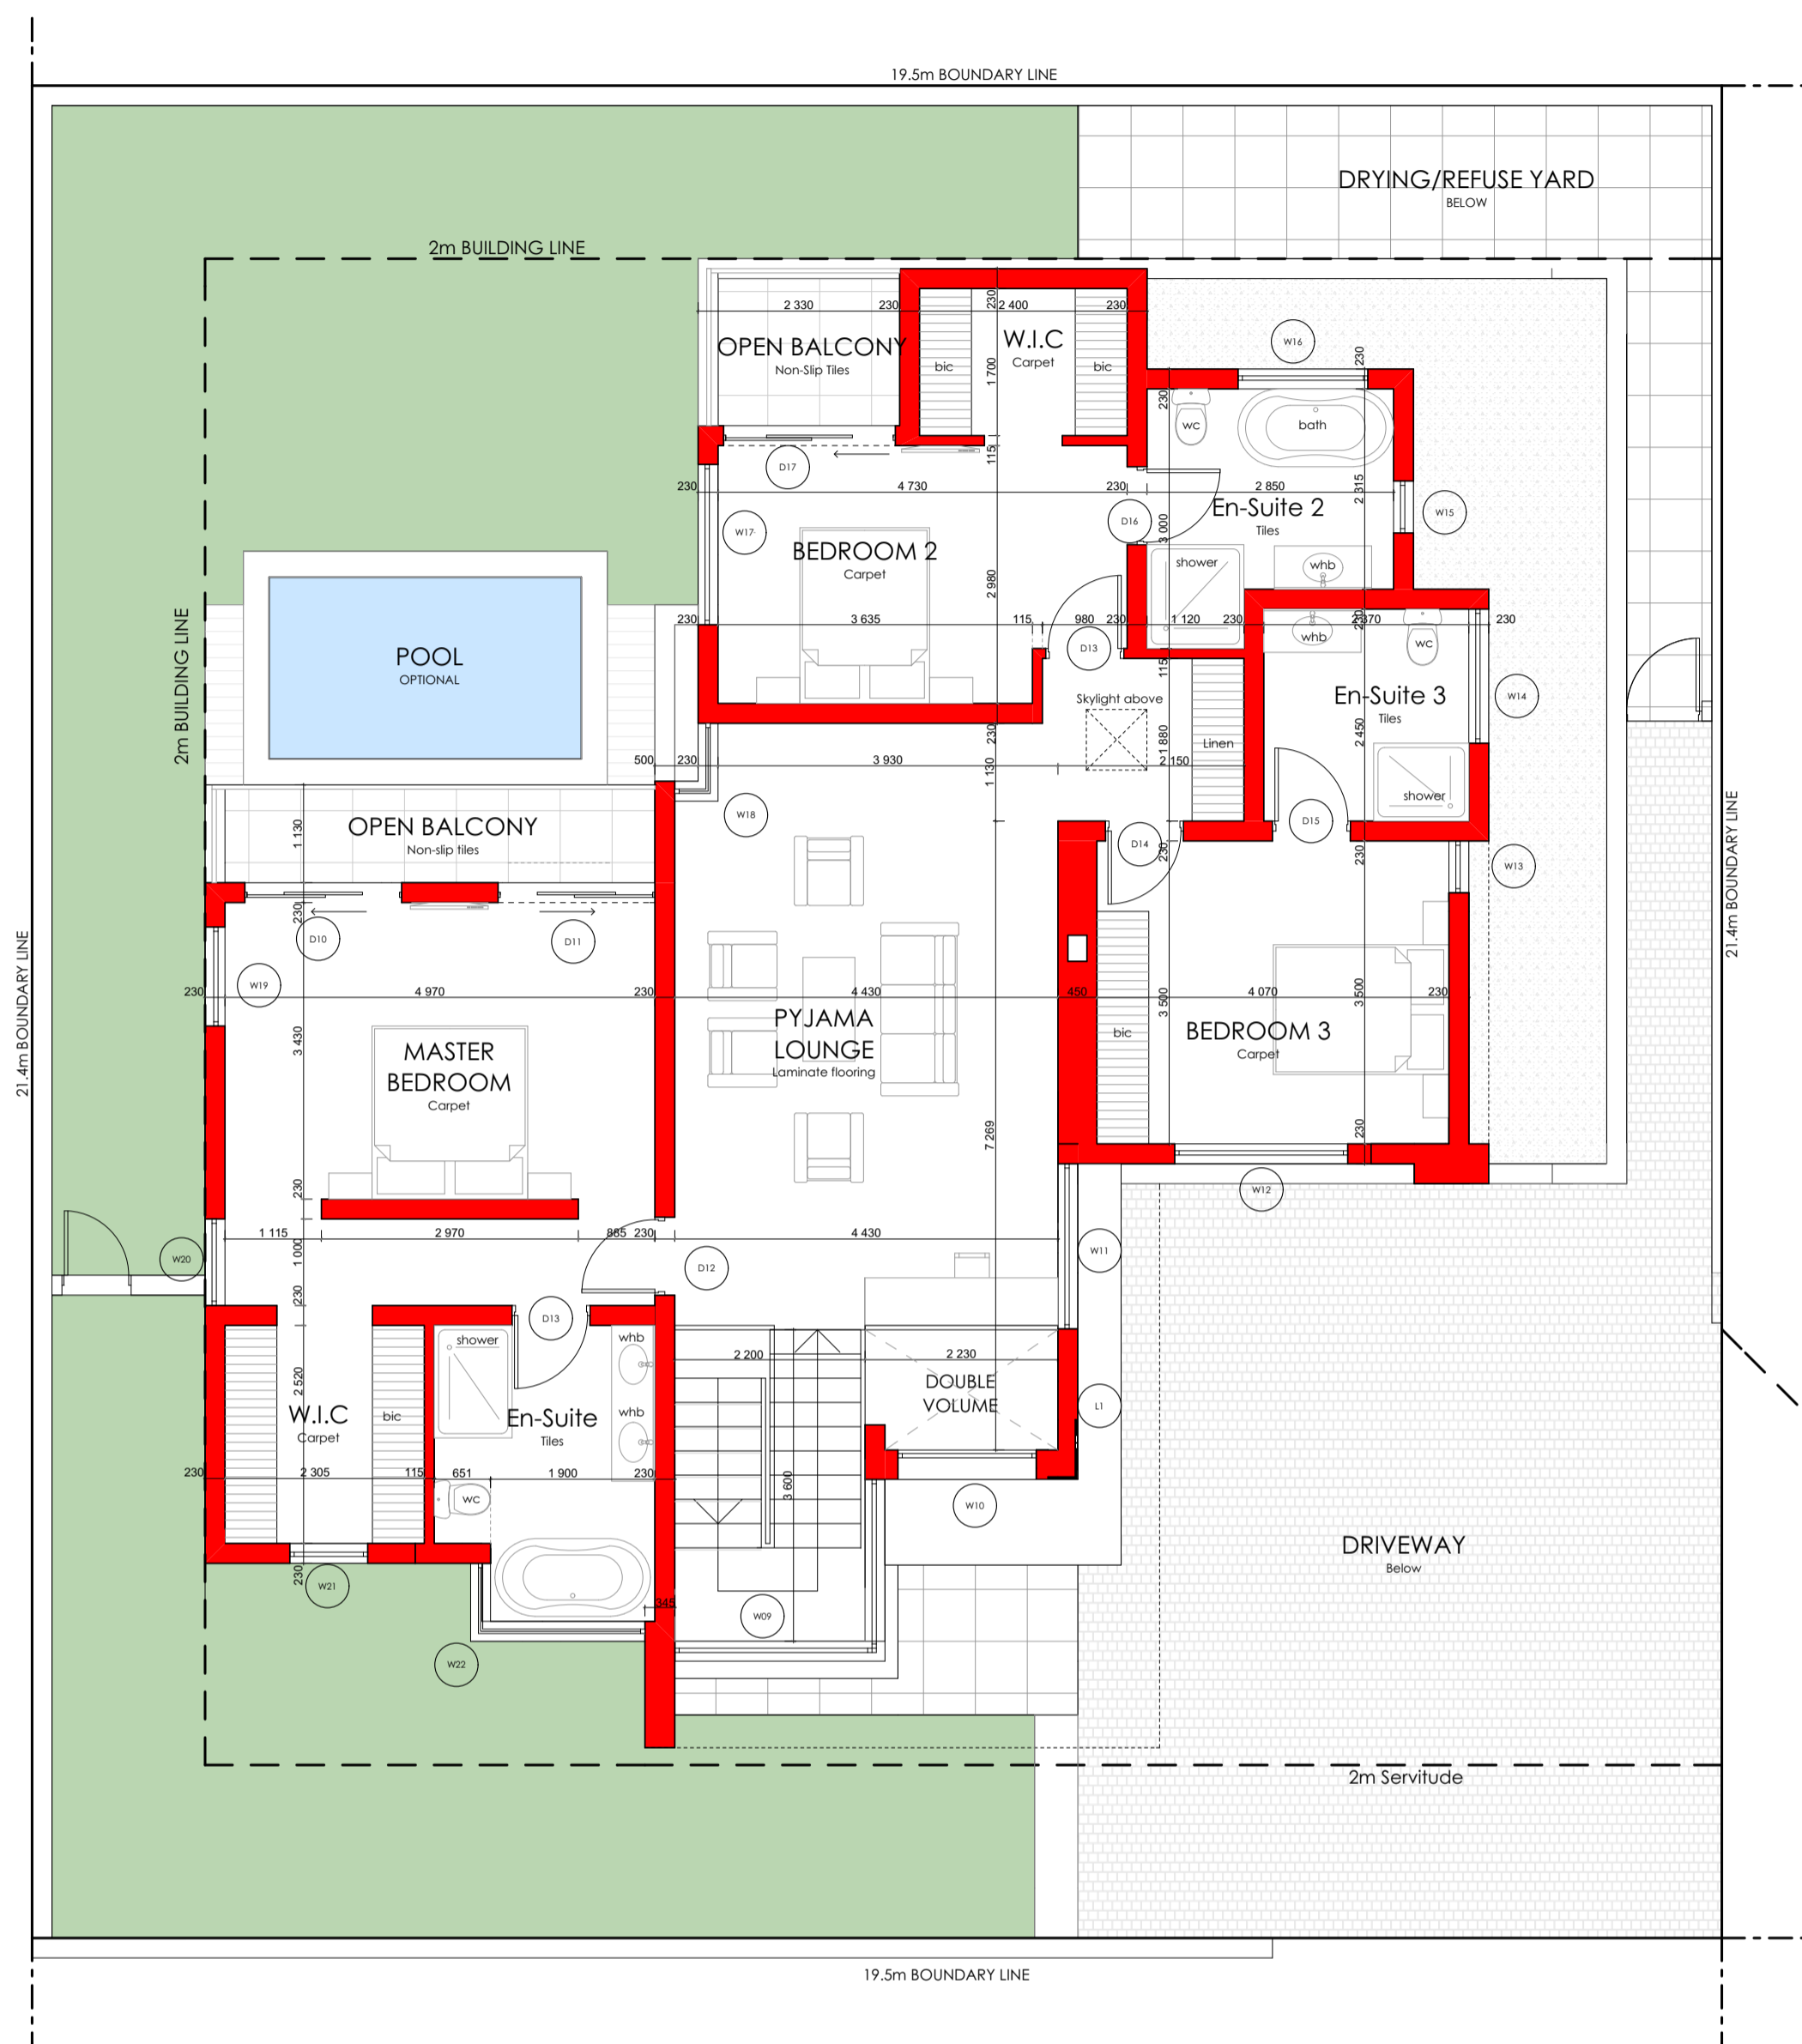 19.5m BOUNDARY LINE
DRYING/REFUSE YARD
BELOW
2m BUILDING LINE
2 330
230
230
2 400
230
OPEN BALCONY
Non-Slip Tiles
W.I.C
Carpet
bic
bic
1 700
W16
230
230
wc
bath
115
D17
230
4 730
230
2 850
2 315
W15
W17
D16
En-Suite 2
Tiles
3 000
BEDROOM 2
Carpet
shower
whb
2 980
230
3 635
115
980
230
1 120
230
2 370
230
230
whb
wc
D13
POOL
OPTIONAL
2m BUILDING LINE
115
Skylight above
En-Suite 3
Tiles
W14
230
1 880
Linen
2 450
500
230
3 930
1 130
2 150
shower
W18
OPEN BALCONY
Non-slip tiles
1 130
D15
D14
230
230
W13
21.4m BOUNDARY LINE
21.4m BOUNDARY LINE
230
D10
D11
W19
230
4 970
230
4 430
450
4 070
230
3 500
3 500
PYJAMA
LOUNGE
Laminate flooring
bic
BEDROOM 3
Carpet
3 430
MASTER
BEDROOM
Carpet
7 269
230
230
W12
1 115
2 970
885
230
4 430
W20
1 000
D12
W11
230
D13
shower
whb
2 200
2 230
2 520
DOUBLE
VOLUME
L1
W.I.C
Carpet
bic
En-Suite
Tiles
whb
230
2 305
115
651
1 900
230
wc
3 600
W10
DRIVEWAY
Below
230
W21
345
W09
W22
2m Servitude
19.5m BOUNDARY LINE